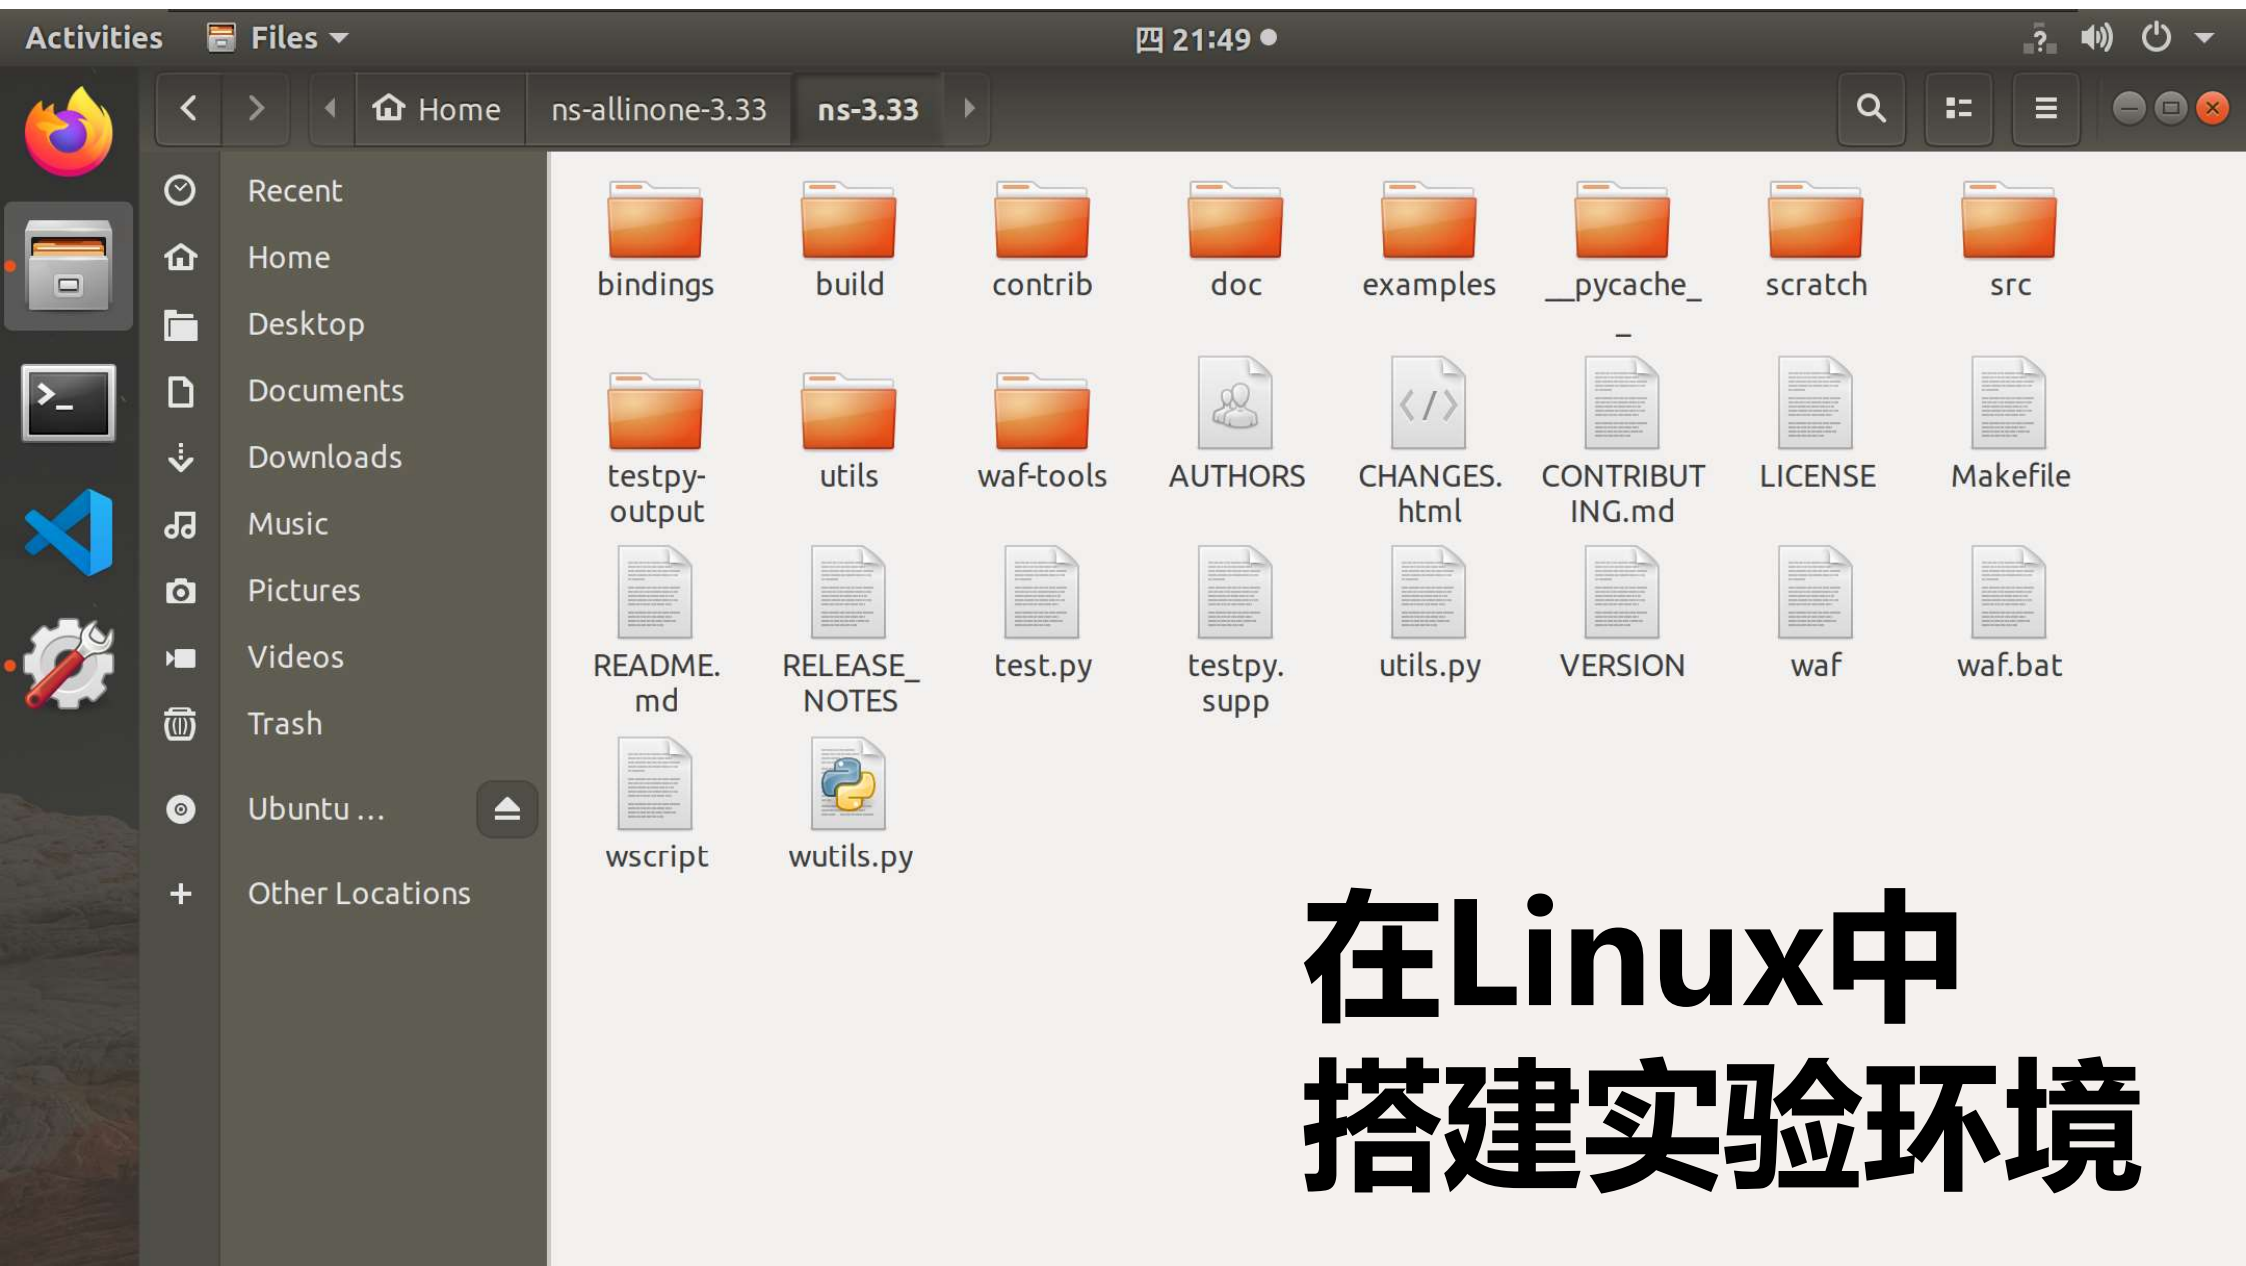 Activities Files 四 21:49
Home ns-allinone-3.33 ns-3.33
Recent
Home
Desktop
Documents
Downloads
Music
Pictures
Videos
Trash
Ubuntu ...
Other Locations
bindings build contrib doc examples __pycache_ scratch src
_
testpy- utils waf-tools AUTHORS CHANGES. CONTRIBUT LICENSE Makefile
output html ING.md
README. RELEASE_ test.py testpy. utils.py VERSION waf waf.bat
md NOTES supp
wscript wutils.py
在Linux中
搭建实验环境